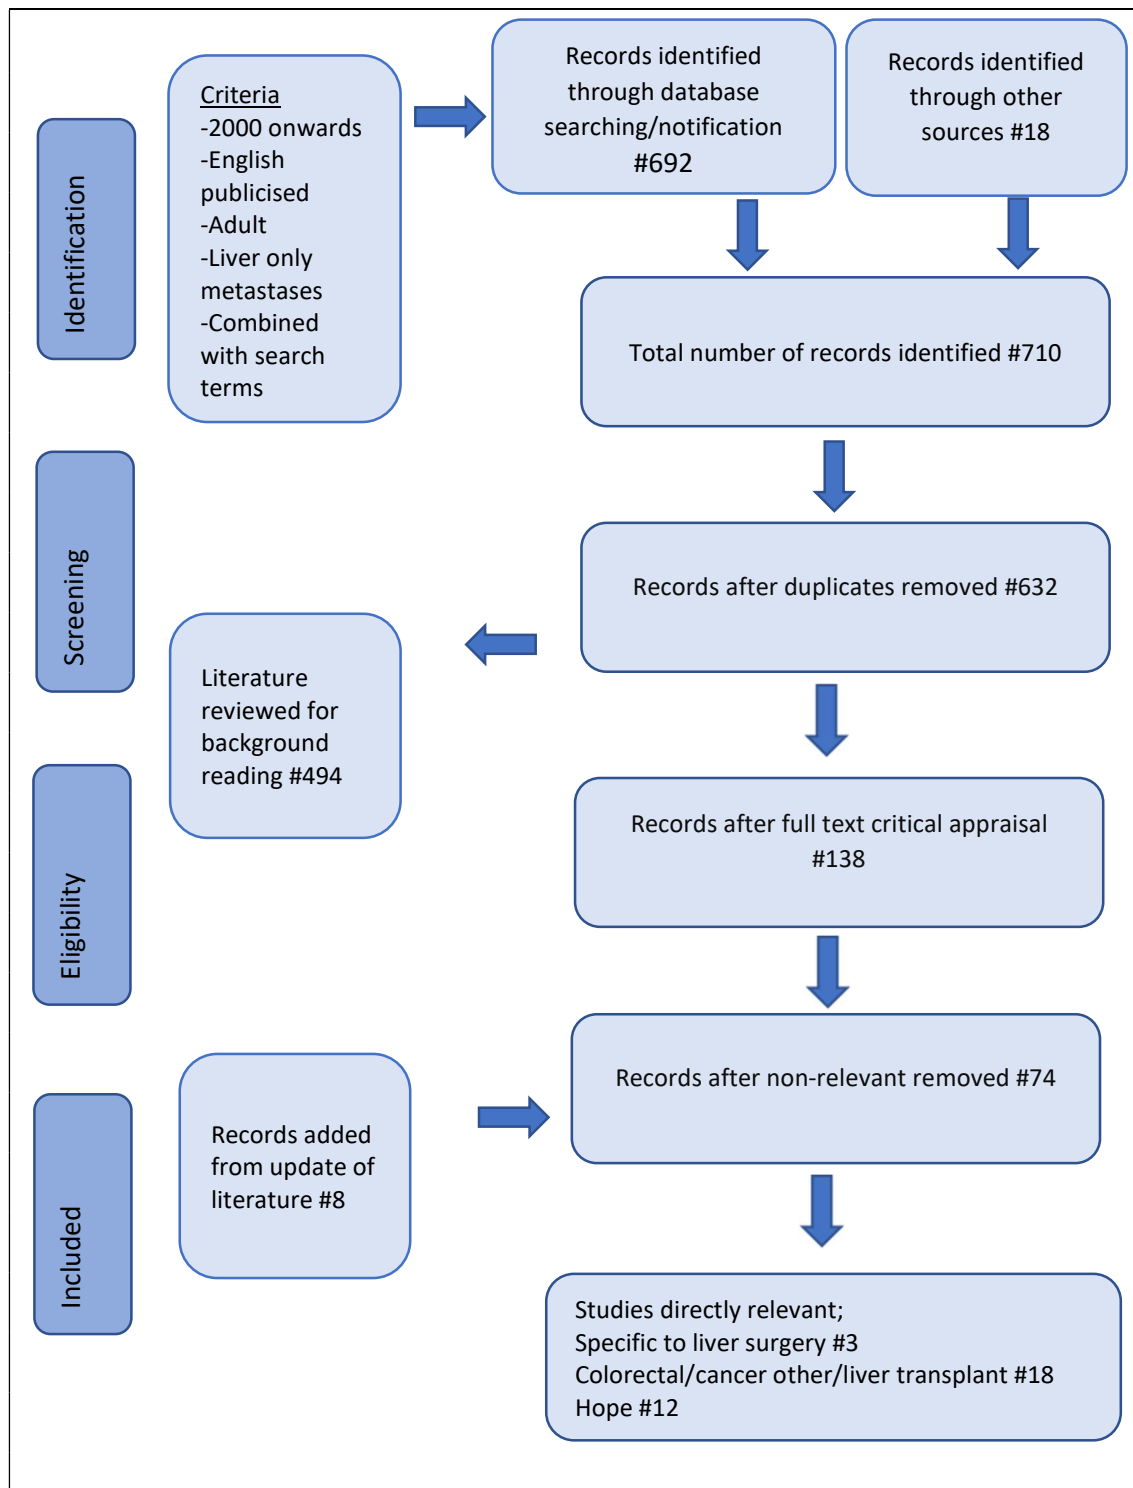 Identification
Criteria
-2000 onwards
-English
publicised
-Adult
-Liver only
metastases
-Combined
with search
terms
Records identified
through database
searching/notification
#692
Records identified
through other
sources #18
Total number of records identified #710
Screening
Records after duplicates removed #632
Literature
reviewed for
background
reading #494
Eligibility
Records after full text critical appraisal
#138
Records after non-relevant removed #74
Included
Records added
from update of
literature #8
Studies directly relevant;
Specific to liver surgery #3
Colorectal/cancer other/liver transplant #18
Hope #12